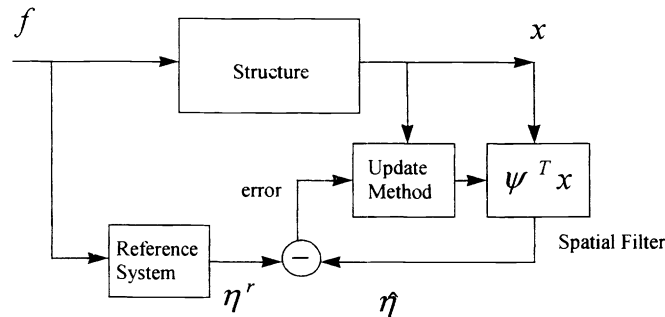 f
x
Structure
Update
Method
ψ ᵀ x
error
Spatial Filter
Reference
System
−
η ʳ
η̂